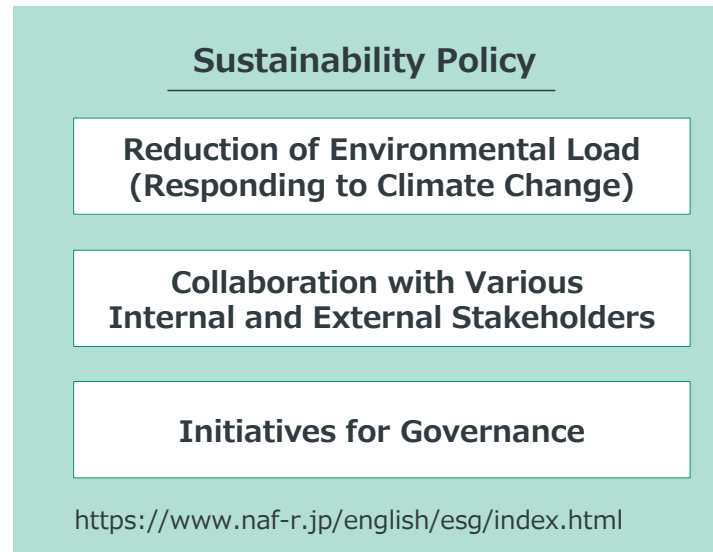 Sustainability Policy
Reduction of Environmental Load
(Responding to Climate Change)
Collaboration with Various
Internal and External Stakeholders
Initiatives for Governance
https://www.naf-r.jp/english/esg/index.html